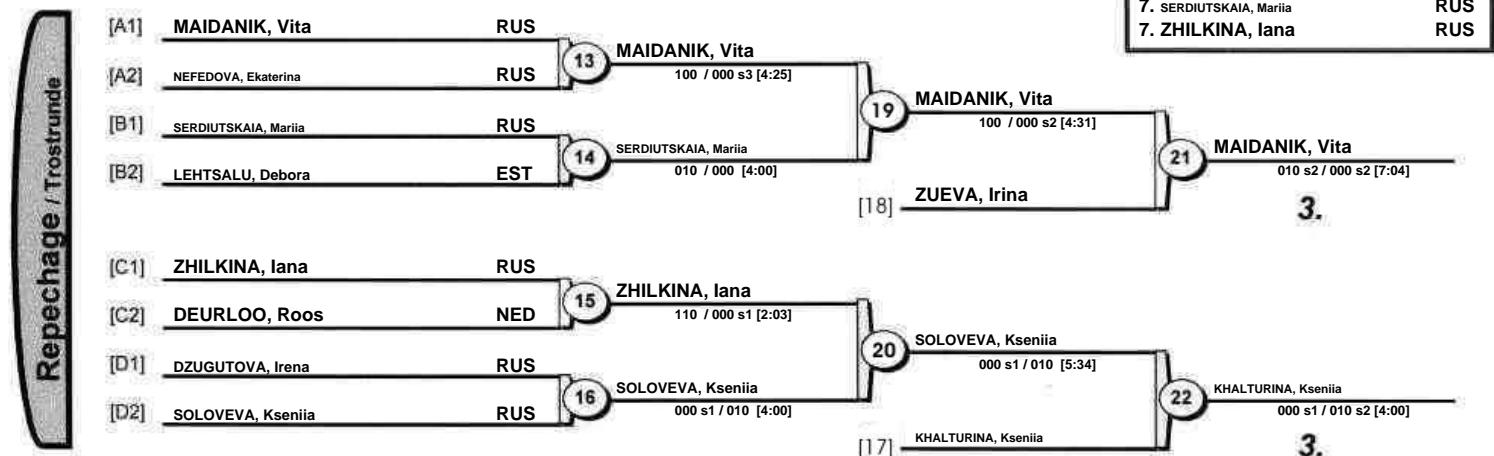 7. SERDIUTSKAIA, Mariia RUS
7. ZHILKINA, Iana RUS
Repechage / Trostrunde
[A1] MAIDANIK, Vita RUS
[A2] NEFEDOVA, Ekaterina RUS
13 MAIDANIK, Vita
100 / 000 s3 [4:25]
[B1] SERDIUTSKAIA, Mariia RUS
[B2] LEHTSALU, Debora EST
14 SERDIUTSKAIA, Mariia
010 / 000 [4:00]
19 MAIDANIK, Vita
100 / 000 s2 [4:31]
[18] ZUEVA, Irina
21 MAIDANIK, Vita
010 s2 / 000 s2 [7:04]
3.
[C1] ZHILKINA, Iana RUS
[C2] DEURLOO, Roos NED
15 ZHILKINA, Iana
110 / 000 s1 [2:03]
[D1] DZUGUTOVA, Irena RUS
[D2] SOLOVEVA, Kseniia RUS
16 SOLOVEVA, Kseniia
000 s1 / 010 [4:00]
20 SOLOVEVA, Kseniia
000 s1 / 010 [5:34]
[17] KHALTURINA, Kseniia
22 KHALTURINA, Kseniia
000 s1 / 010 s2 [4:00]
3.